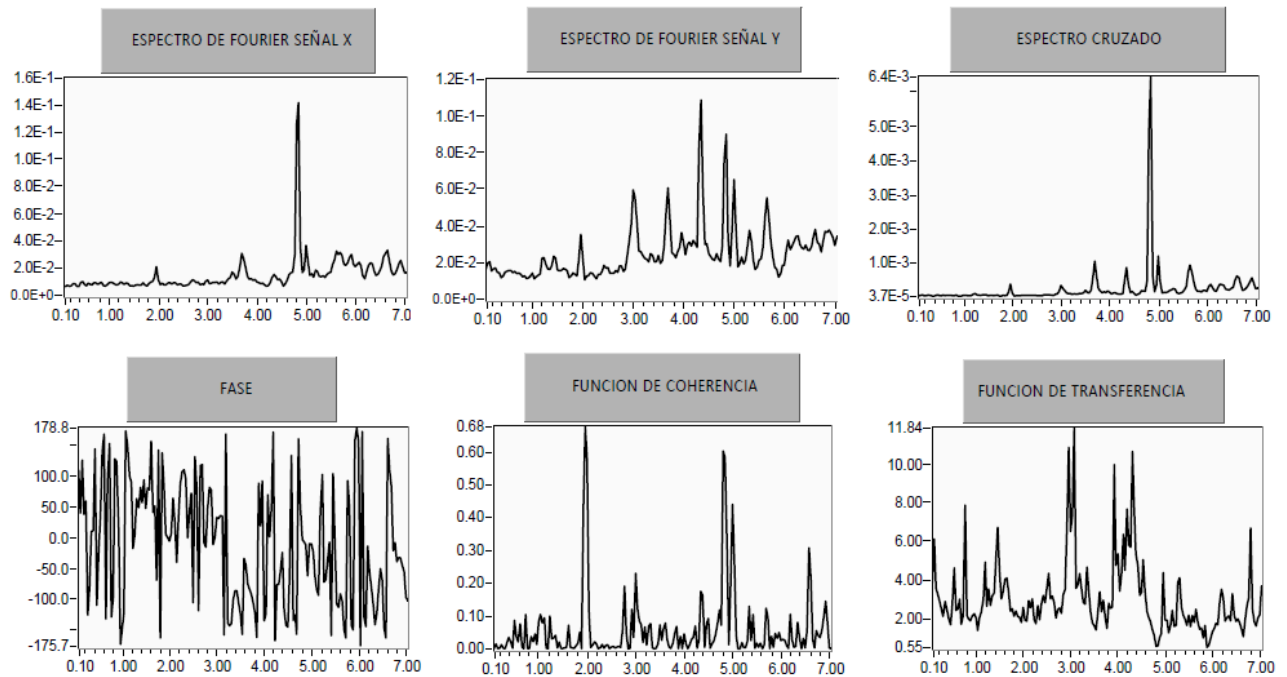 ESPECTRO DE FOURIER SEÑAL X
1.6E-1
1.4E-1
1.2E-1
1.0E-1
8.0E-2
6.0E-2
4.0E-2
2.0E-2
0.0E+0
0.10 1.00 2.00 3.00 4.00 5.00 6.00 7.00
ESPECTRO DE FOURIER SEÑAL Y
1.2E-1
1.0E-1
8.0E-2
6.0E-2
4.0E-2
2.0E-2
0.0E+0
0.10 1.00 2.00 3.00 4.00 5.00 6.00 7.00
ESPECTRO CRUZADO
6.4E-3
5.0E-3
4.0E-3
3.0E-3
2.0E-3
1.0E-3
3.7E-5
0.10 1.00 2.00 3.00 4.00 5.00 6.00 7.00
FASE
178.8
100.0
50.0
0.0
-50.0
-100.0
-175.7
0.10 1.00 2.00 3.00 4.00 5.00 6.00 7.00
FUNCION DE COHERENCIA
0.68
0.60
0.50
0.40
0.30
0.20
0.10
0.00
0.10 1.00 2.00 3.00 4.00 5.00 6.00 7.00
FUNCION DE TRANSFERENCIA
11.84
10.00
8.00
6.00
4.00
2.00
0.55
0.10 1.00 2.00 3.00 4.00 5.00 6.00 7.00